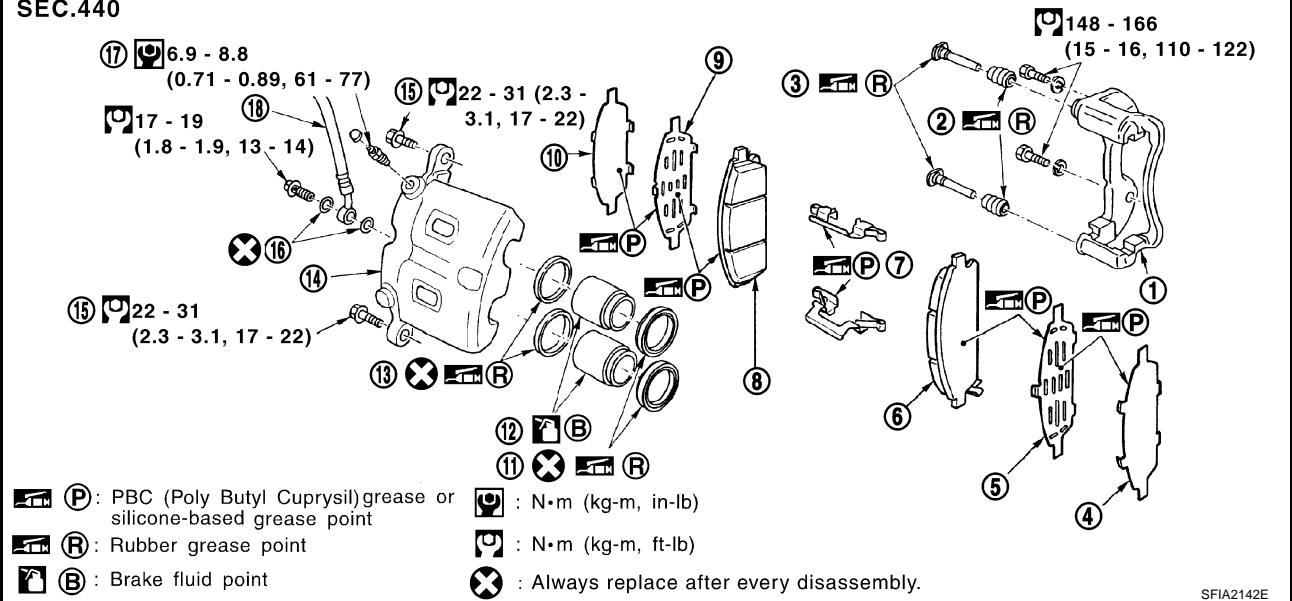 SEC.440
⑰ 6.9 - 8.8
(0.71 - 0.89, 61 - 77)
⑱
17 - 19
(1.8 - 1.9, 13 - 14)
⑯
⑭
⑮ 22 - 31
(2.3 - 3.1, 17 - 22)
⑮ 22 - 31 (2.3 -
3.1, 17 - 22)
⑩
⑨
P
P
⑧
⑬ R
⑫ B
⑪ R
③ R
② R
148 - 166
(15 - 16, 110 - 122)
①
P ⑦
P
P
⑥
⑤
④
P : PBC (Poly Butyl Cuprysil) grease or
silicone-based grease point
R : Rubber grease point
B : Brake fluid point
: N•m (kg-m, in-lb)
: N•m (kg-m, ft-lb)
: Always replace after every disassembly.
SFIA2142E